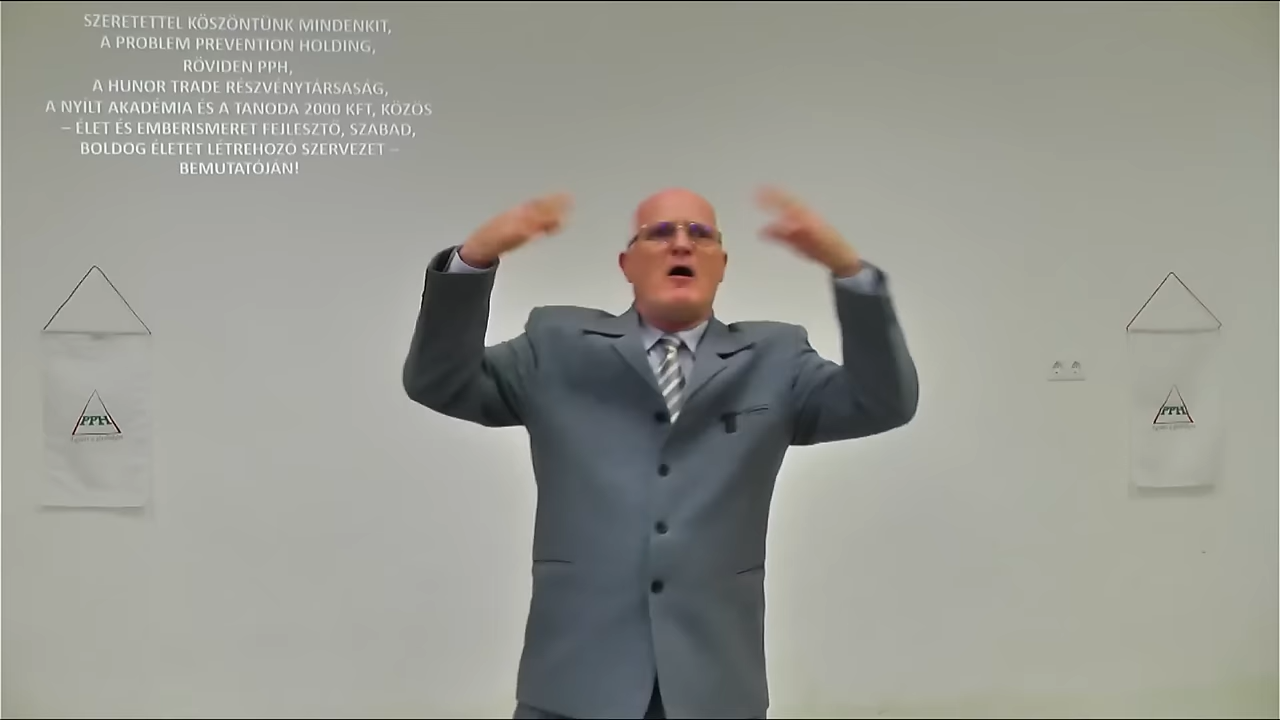 SZERETETTEL KÖSZÖNTÜNK MINDENKIT,
A PROBLEM PREVENTION HOLDING,
RÖVIDEN PPH,
A HUNOR TRADE RÉSZVÉNYTÁRSASÁG,
A NYILT AKADÉMIA ÉS A TANODA 2000 KFT, KÖZÖS
– ÉLET ÉS EMBERISMERET FEJLESZTŐ, SZABAD,
BOLDOG ÉLETET LÉTREHOZÓ SZERVEZET –
BEMUTATÓJÁN!
PPH
PPH